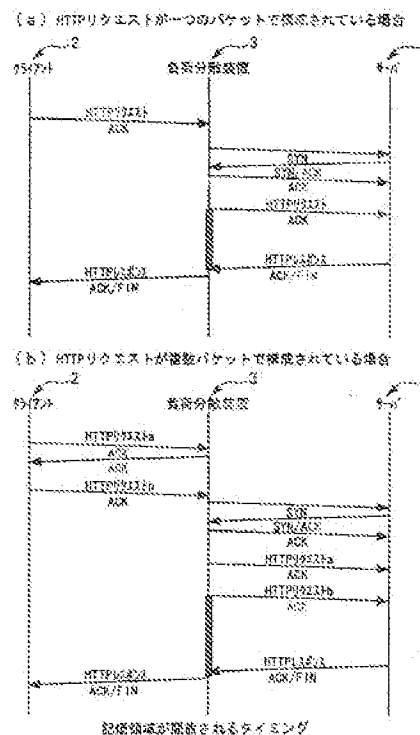 (a) HTTPリクエストが一つのパケットで構成されている場合
2
3
クライアント
負荷分散装置
サーバ
HTTPリクエスト
ACK
SYN
SYN/ACK
ACK
HTTPリクエスト
ACK
HTTPレスポンス
ACK/FIN
HTTPレスポンス
ACK/FIN
(b) HTTPリクエストが複数パケットで構成されている場合
2
3
クライアント
負荷分散装置
サーバ
HTTPリクエストa
ACK
ACK
HTTPリクエストb
ACK
SYN
SYN/ACK
ACK
HTTPリクエストa
ACK
HTTPリクエストb
ACK
HTTPレスポンス
ACK/FIN
HTTPレスポンス
ACK/FIN
記憶領域が開放されるタイミング